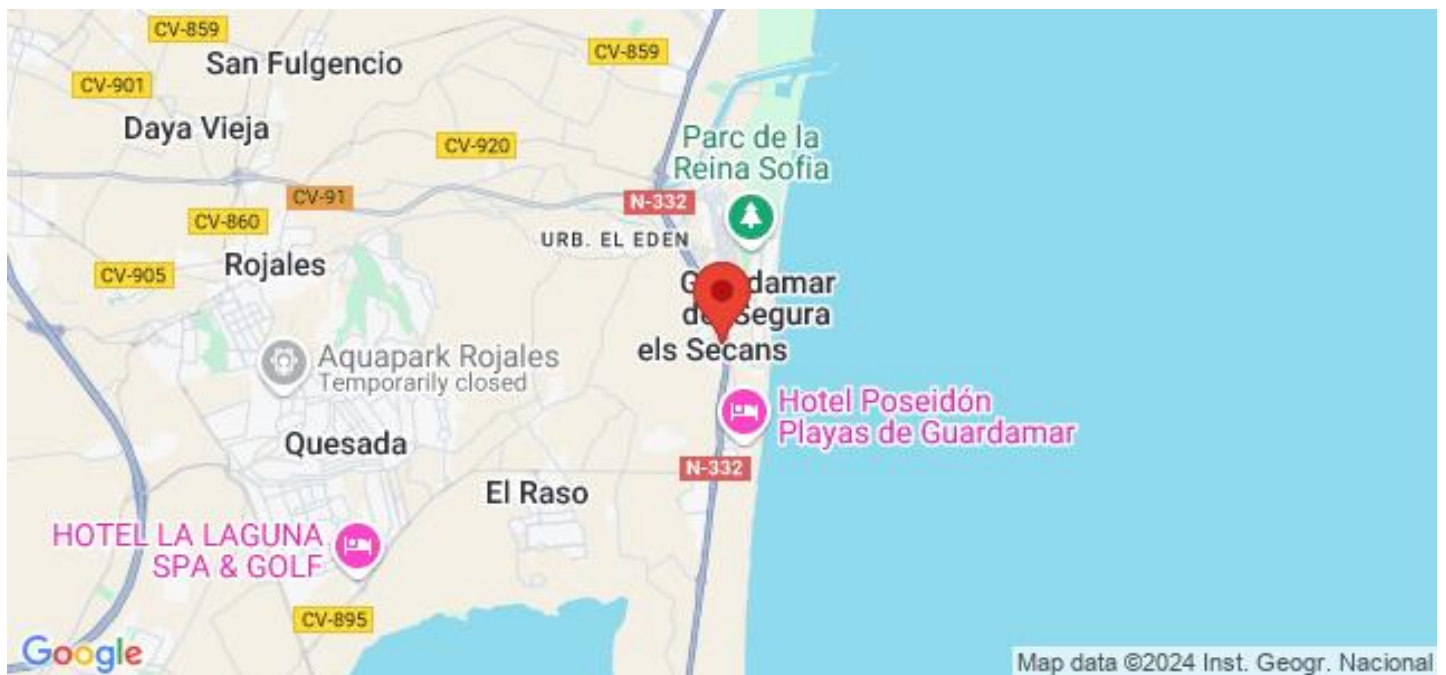 CV-859
San Fulgencio
CV-859
CV-901
Daya Vieja
CV-920
Parc de la
Reina Sofia
CV-91
N-332
CV-860
URB. EL EDEN
CV-905
Rojales
G damar
de Segura
els Secans
Aquapark Rojales
Temporarily closed
Hotel Poseidón
Playas de Guardamar
Quesada
N-332
El Raso
HOTEL LA LAGUNA
SPA & GOLF
CV-895
Google
Map data ©2024 Inst. Geogr. Nacional